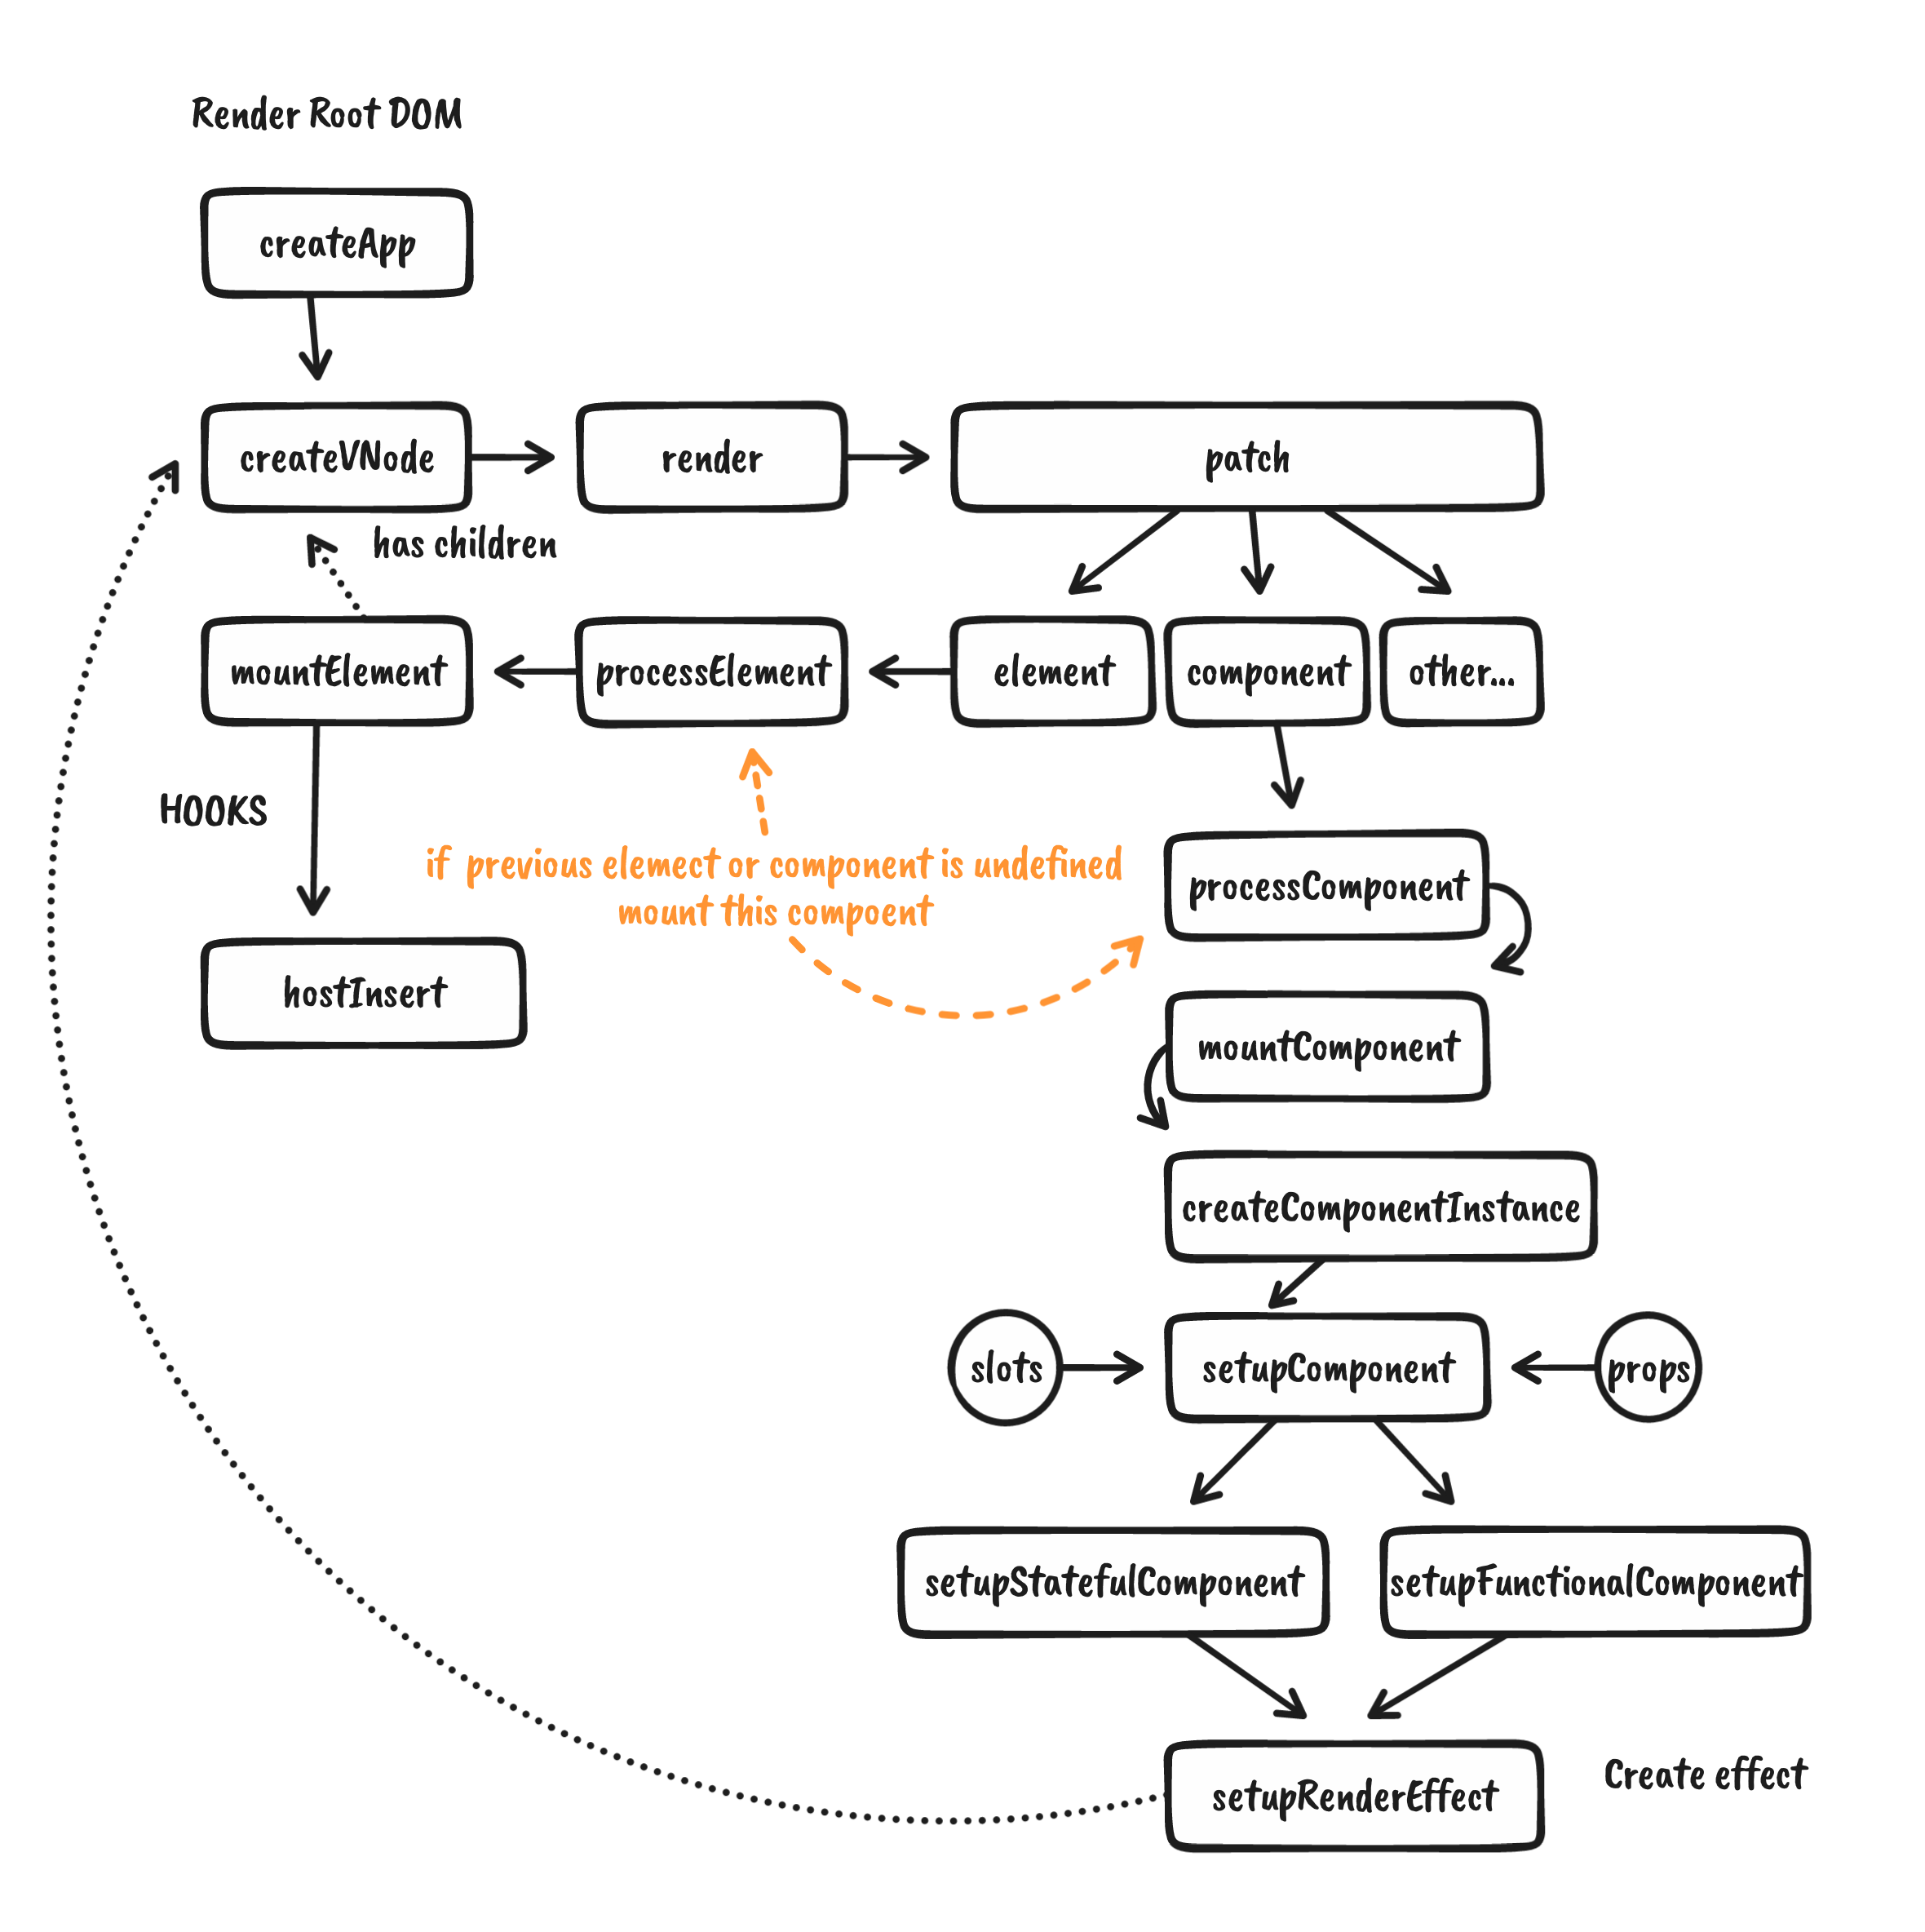 Render Root DOM
createApp
createVNode
render
patch
has children
mountElement
processElement
element
component
other...
HOOKS
if previous elemect or component is undefined
mount this compoent
processComponent
hostInsert
mountComponent
createComponentInstance
slots
setupComponent
props
setupStatefulComponent
setupFunctionalComponent
setupRenderEffect
Create effect